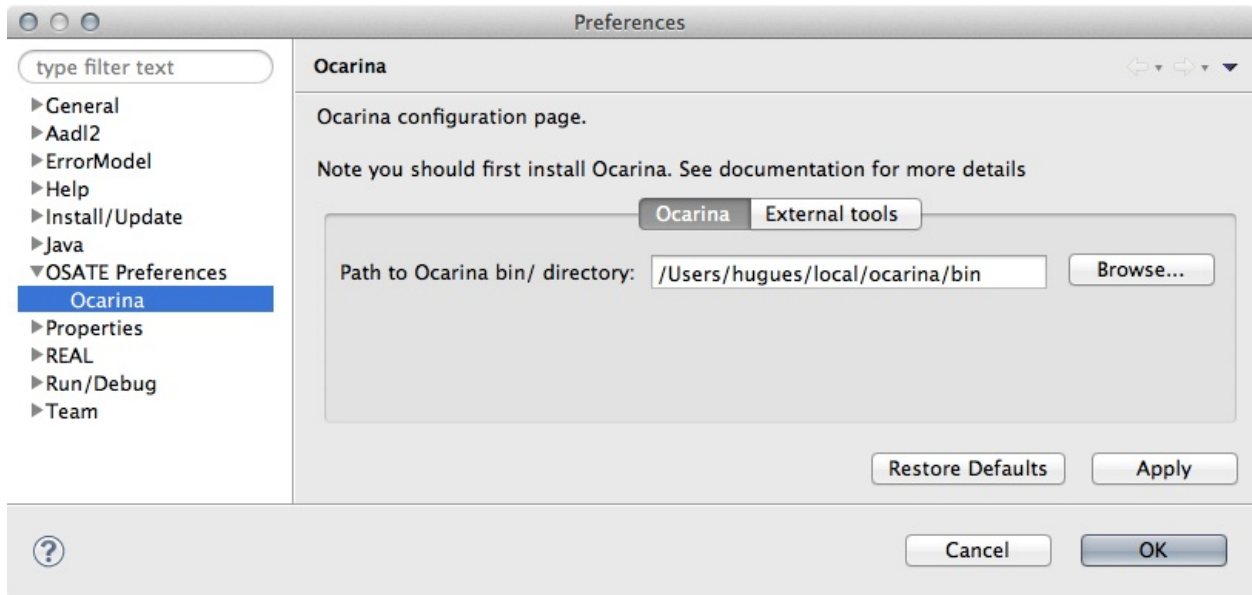 Preferences
type filter text
General
Aadl2
ErrorModel
Help
Install/Update
Java
OSATE Preferences
Ocarina
Properties
REAL
Run/Debug
Team
Ocarina
Ocarina configuration page.
Note you should first install Ocarina. See documentation for more details
Ocarina External tools
Path to Ocarina bin/ directory: /Users/hugues/local/ocarina/bin Browse...
Restore Defaults Apply
? Cancel OK